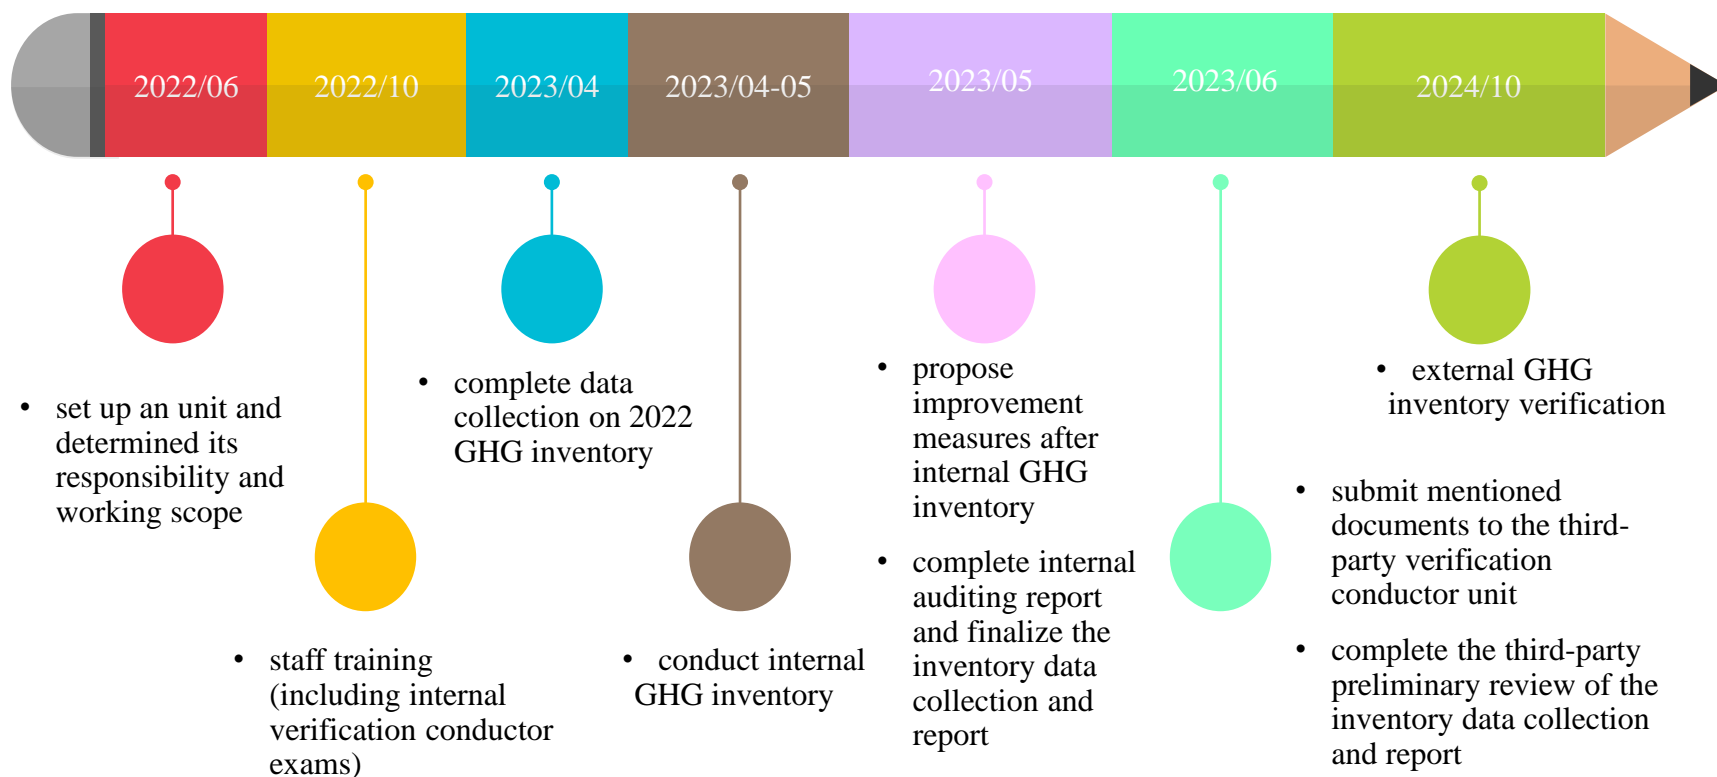 2022/06
2022/10
2023/04
2023/04-05
2023/05
2023/06
2024/10
• set up an unit and
determined its
responsibility and
working scope
• staff training
(including internal
verification conductor
exams)
• complete data
collection on 2022
GHG inventory
• conduct internal
GHG inventory
• propose
improvement
measures after
internal GHG
inventory
• complete internal
auditing report
and finalize the
inventory data
collection and
report
• external GHG
inventory verification
• submit mentioned
documents to the third-
party verification
conductor unit
• complete the third-party
preliminary review of the
inventory data collection
and report